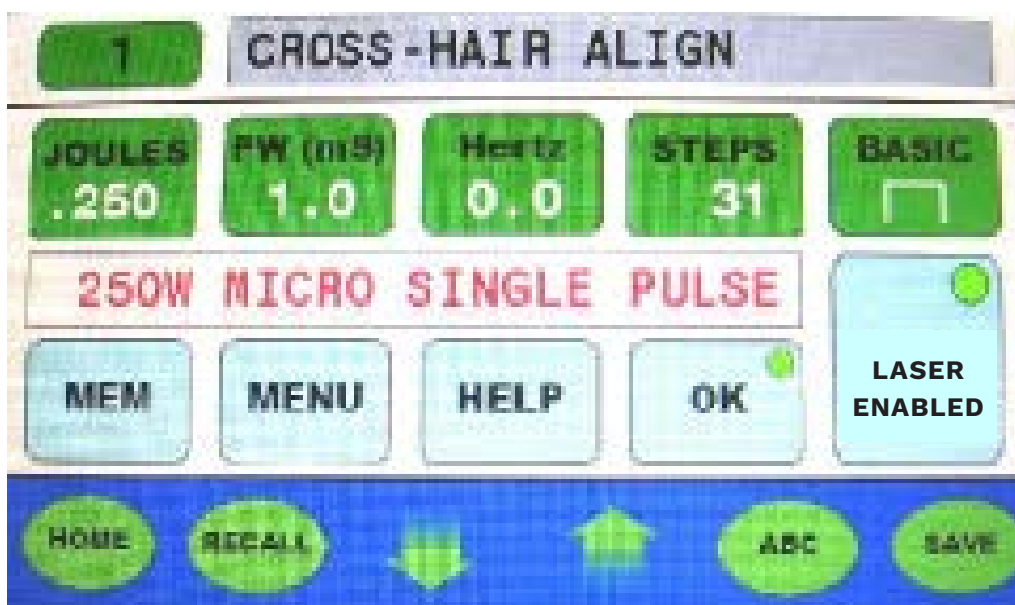 1 CROSS-HAIR ALIGN
JOULES PW (mS) Hertz STEPS BASIC
.250 1.0 0.0 31
250W MICRO SINGLE PULSE
MEM MENU HELP OK LASER
ENABLED
HOME RECALL ABC SAVE